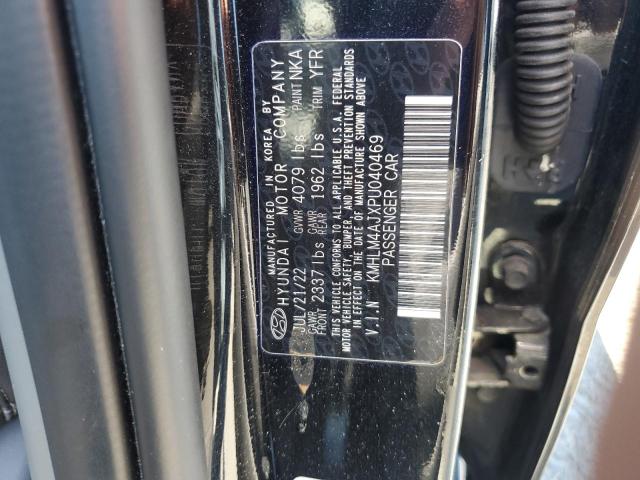 MANUFACTURED IN KOREA BY
HYUNDAI MOTOR COMPANY
JUL/21/22 GVWR 4079 lbs PAINT NKA
GAWR FRONT 2337 lbs GAWR REAR 1962 lbs TRIM YFR
THIS VEHICLE CONFORMS TO ALL APPLICABLE U.S.A. FEDERAL
MOTOR VEHICLE SAFETY, BUMPER, AND THEFT PREVENTION STANDARDS
IN EFFECT ON THE DATE OF MANUFACTURE SHOWN ABOVE
V.I.N KMHLM4AJXPU040469
PASSENGER CAR